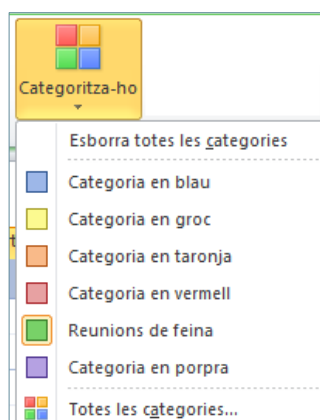 Categoritza-ho
Esborra totes les categories
Categoria en blau
Categoria en groc
Categoria en taronja
Categoria en vermell
Reunions de feina
Categoria en porpra
Totes les categories...